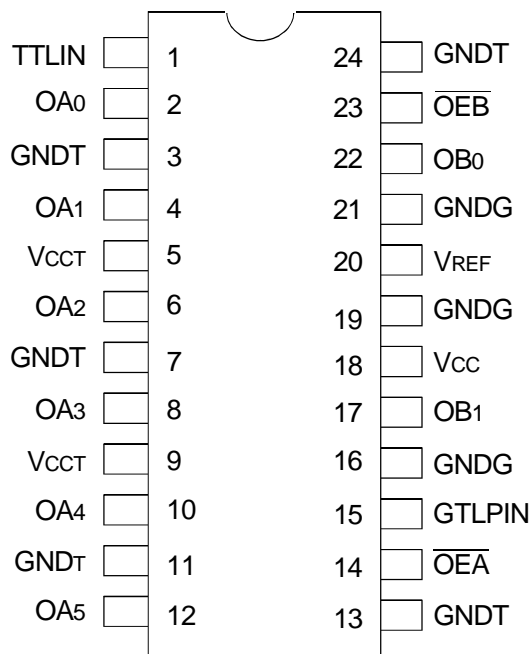 TTLIN 1 24 GNDT
OA0 2 23 OEB
GNDT 3 22 OB0
OA1 4 21 GNDG
VCCT 5 20 VREF
OA2 6 19 GNDG
GNDT 7 18 VCC
OA3 8 17 OB1
VCCT 9 16 GNDG
OA4 10 15 GTLPIN
GNDT 11 14 OEA
OA5 12 13 GNDT